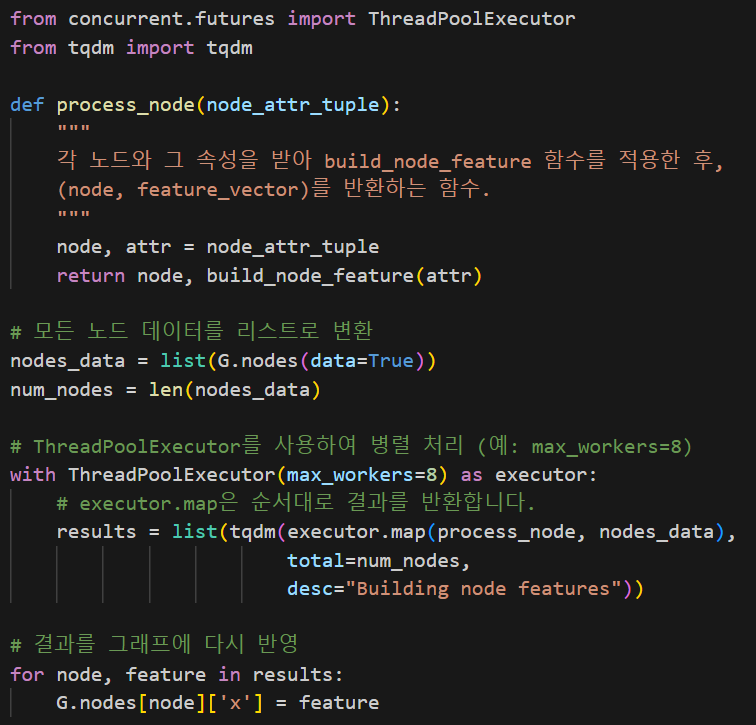 from concurrent.futures import ThreadPoolExecutor
from tqdm import tqdm

def process_node(node_attr_tuple):
    """
    각 노드와 그 속성을 받아 build_node_feature 함수를 적용한 후,
    (node, feature_vector)를 반환하는 함수.
    """
    node, attr = node_attr_tuple
    return node, build_node_feature(attr)

# 모든 노드 데이터를 리스트로 변환
nodes_data = list(G.nodes(data=True))
num_nodes = len(nodes_data)

# ThreadPoolExecutor를 사용하여 병렬 처리 (예: max_workers=8)
with ThreadPoolExecutor(max_workers=8) as executor:
    # executor.map은 순서대로 결과를 반환합니다.
    results = list(tqdm(executor.map(process_node, nodes_data),
                        total=num_nodes,
                        desc="Building node features"))

# 결과를 그래프에 다시 반영
for node, feature in results:
    G.nodes[node]['x'] = feature